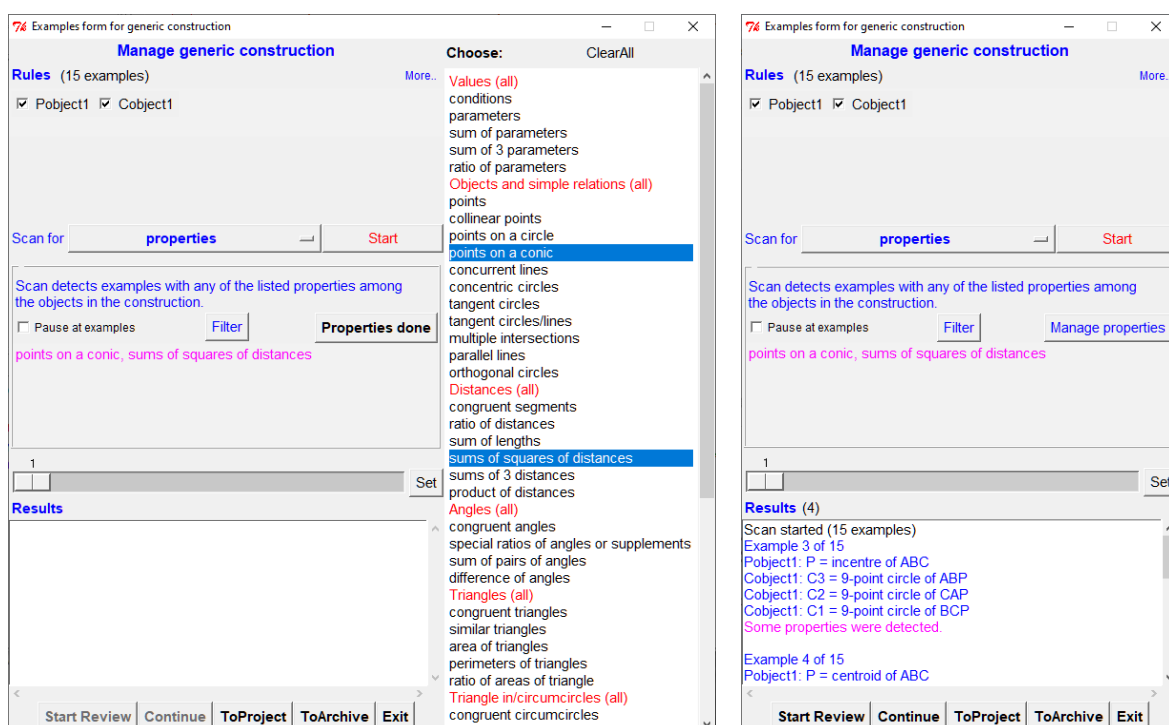 Examples form for generic construction
Manage generic construction
Rules (15 examples) More..
Pobject1 Cobject1
Scan for properties Start
Scan detects examples with any of the listed properties among
the objects in the construction.
Pause at examples Filter Properties done
points on a conic, sums of squares of distances
1
Set
Results
Start Review Continue ToProject ToArchive Exit
Choose: ClearAll
Values (all)
conditions
parameters
sum of parameters
sum of 3 parameters
ratio of parameters
Objects and simple relations (all)
points
collinear points
points on a circle
points on a conic
concurrent lines
concentric circles
tangent circles
tangent circles/lines
multiple intersections
parallel lines
orthogonal circles
Distances (all)
congruent segments
ratio of distances
sum of lengths
sums of squares of distances
sums of 3 distances
product of distances
Angles (all)
congruent angles
special ratios of angles or supplements
sum of pairs of angles
difference of angles
Triangles (all)
congruent triangles
similar triangles
area of triangles
perimeters of triangles
ratio of areas of triangle
Triangle in/circumcircles (all)
congruent circumcircles
Examples form for generic construction
Manage generic construction
Rules (15 examples) More.
Pobject1 Cobject1
Scan for properties Start
Scan detects examples with any of the listed properties among
the objects in the construction.
Pause at examples Filter Manage properties
points on a conic, sums of squares of distances
1
Set
Results (4)
Scan started (15 examples)
Example 3 of 15
Pobject1: P = incentre of ABC
Cobject1: C3 = 9-point circle of ABP
Cobject1: C2 = 9-point circle of CAP
Cobject1: C1 = 9-point circle of BCP
Some properties were detected.
Example 4 of 15
Pobject1: P = centroid of ABC
Start Review Continue ToProject ToArchive Exit